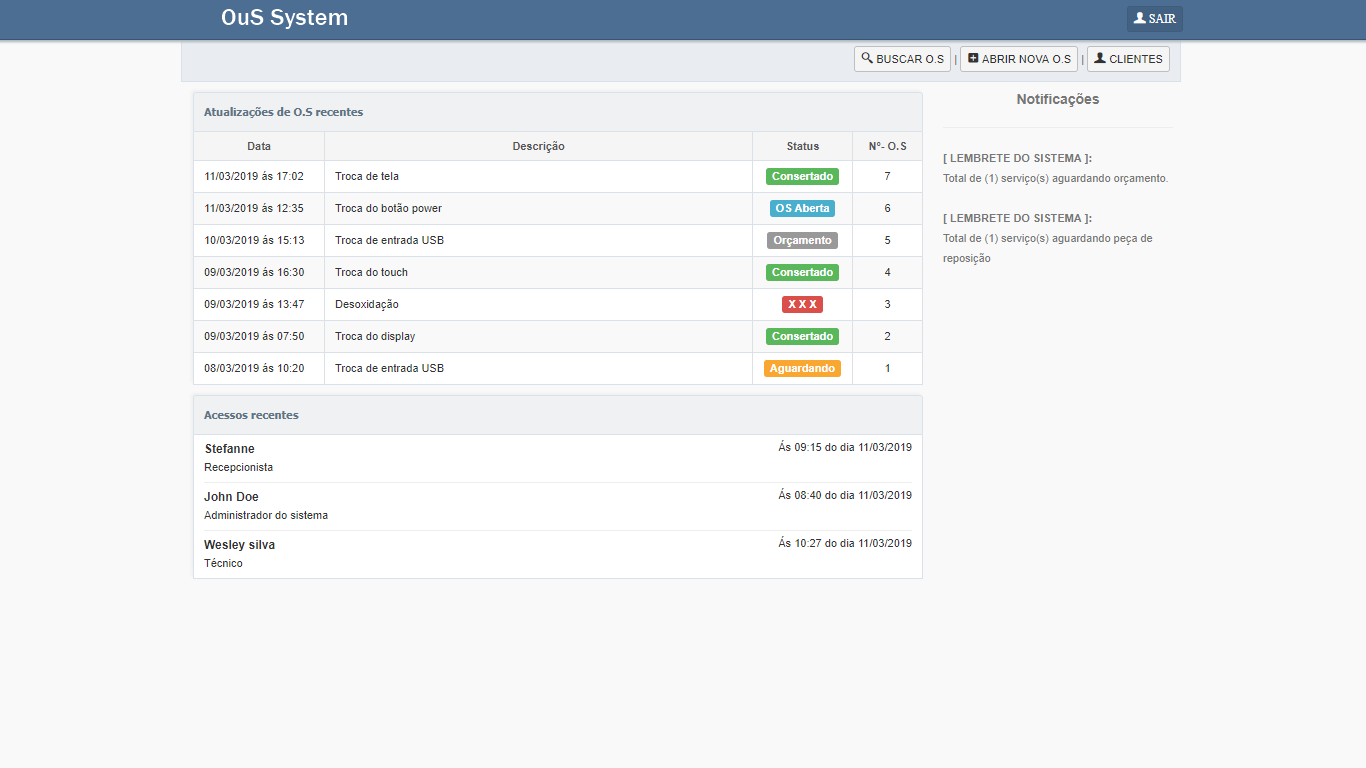 OuS System
SAIR
BUSCAR O.S | ABRIR NOVA O.S | CLIENTES
Atualizações de O.S recentes
Data Descrição Status Nº- O.S
11/03/2019 ás 17:02 Troca de tela Consertado 7
11/03/2019 ás 12:35 Troca do botão power OS Aberta 6
10/03/2019 ás 15:13 Troca de entrada USB Orçamento 5
09/03/2019 ás 16:30 Troca do touch Consertado 4
09/03/2019 ás 13:47 Desoxidação X X X 3
09/03/2019 ás 07:50 Troca do display Consertado 2
08/03/2019 ás 10:20 Troca de entrada USB Aguardando 1
Acessos recentes
Stefanne Ás 09:15 do dia 11/03/2019
Recepcionista
John Doe Ás 08:40 do dia 11/03/2019
Administrador do sistema
Wesley silva Ás 10:27 do dia 11/03/2019
Técnico
Notificações
[ LEMBRETE DO SISTEMA ]:
Total de (1) serviço(s) aguardando orçamento.
[ LEMBRETE DO SISTEMA ]:
Total de (1) serviço(s) aguardando peça de
reposição